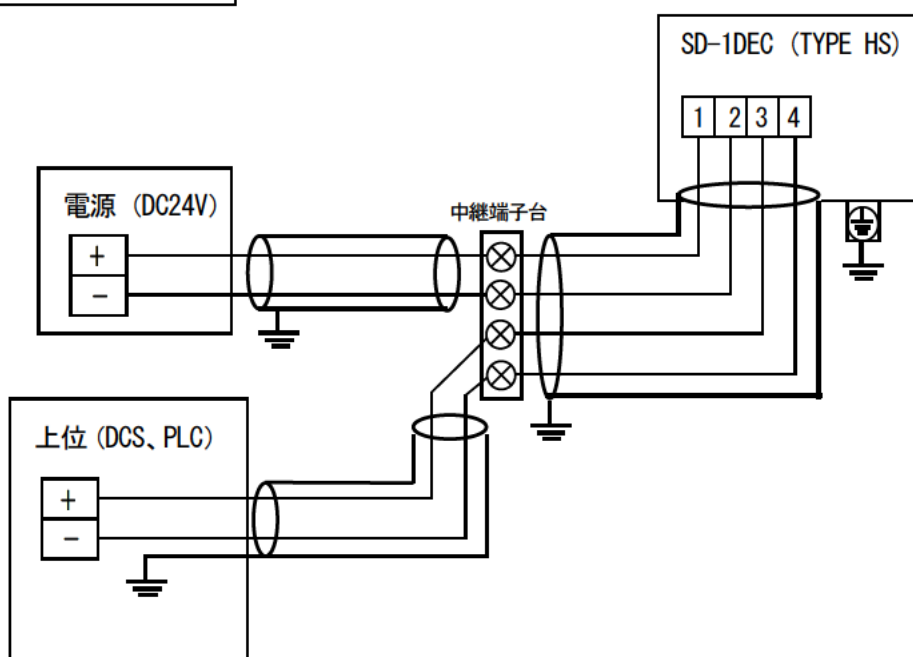 SD-1DEC (TYPE HS)
1 2 3 4
電源 (DC24V)
+
-
中継端子台
上位 (DCS、PLC)
+
-